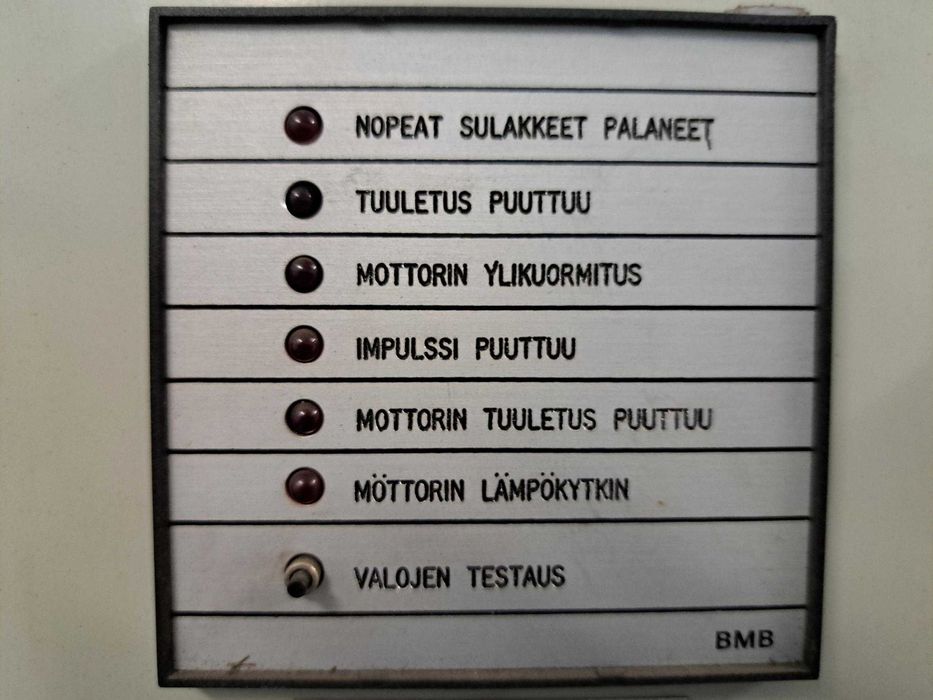 NOPEAT SULAKKEET PALANEET
TUULETUS PUUTTUU
MOTTORIN YLIKUORMITUS
IMPULSSI PUUTTUU
MOTTORIN TUULETUS PUUTTUU
MÖTTORIN LÄMPÖKYTKIN
VALOJEN TESTAUS
BMB